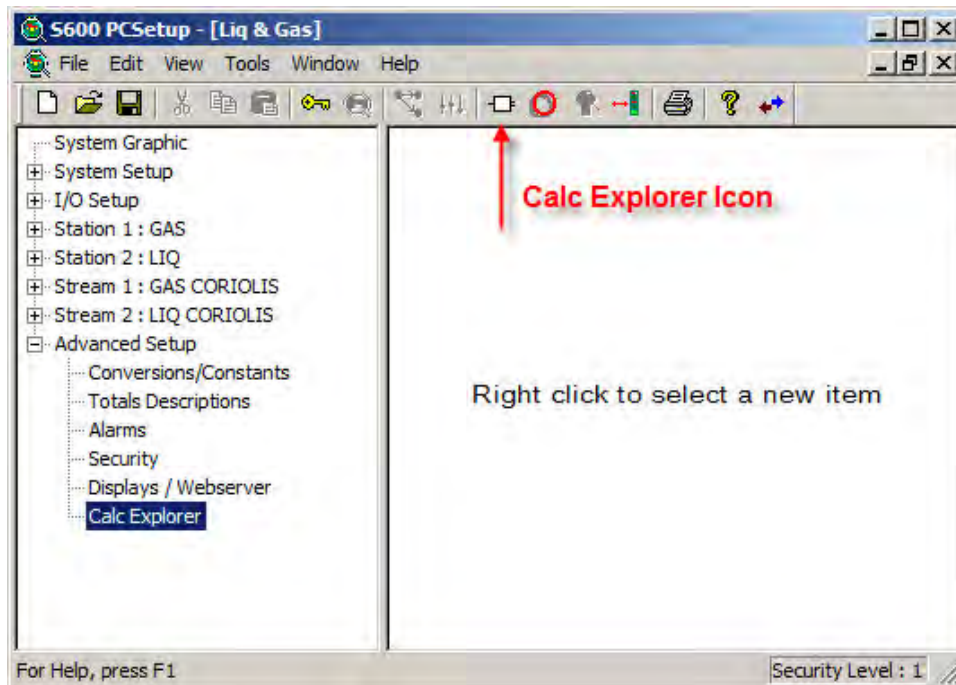 S600 PCSetup - [Liq & Gas]
File Edit View Tools Window Help
System Graphic
System Setup
I/O Setup
Station 1 : GAS
Station 2 : LIQ
Stream 1 : GAS CORIOLIS
Stream 2 : LIQ CORIOLIS
Advanced Setup
Conversions/Constants
Totals Descriptions
Alarms
Security
Displays / Webserver
Calc Explorer
Calc Explorer Icon
Right click to select a new item
For Help, press F1
Security Level : 1